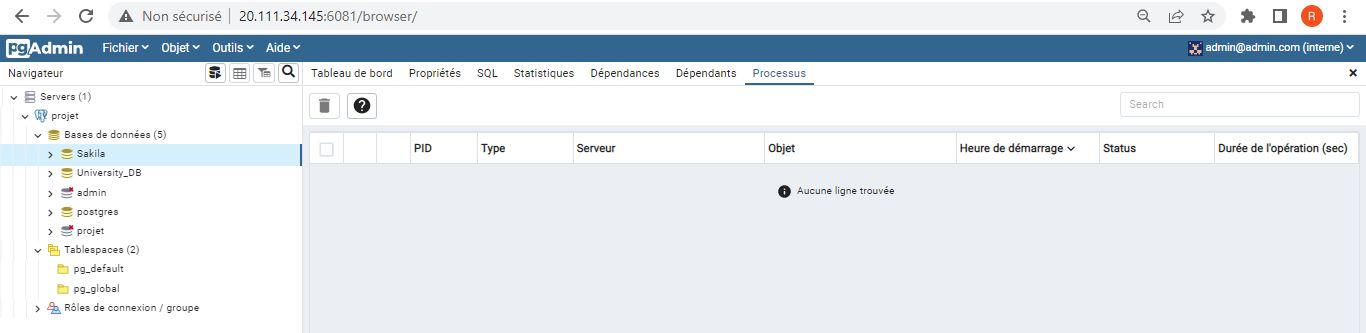 Non sécurisé 20.111.34.145:6081/browser/
R
pgAdmin Fichier Objet Outils Aide admin@admin.com (interne)
Navigateur
Tableau de bord Propriétés SQL Statistiques Dépendances Dépendants Processus
Servers (1)
projet
Bases de données (5)
Sakila
University_DB
admin
postgres
projet
Tablespaces (2)
pg_default
pg_global
Rôles de connexion / groupe
Search
PID Type Serveur Objet Heure de démarrage Status Durée de l'opération (sec)
Aucune ligne trouvée